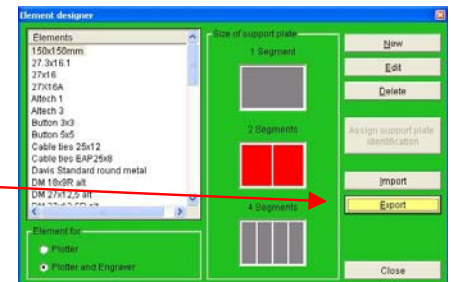 Element designer
Elements
150x150mm
27.3x16.1
27x16
27X16A
Altech 1
Altech 3
Button 3x3
Button 5x5
Cable ties 25x12
Cable ties EAP25x8
Davis Standard round metal
DM 18x9R alt
DM 27x12,5 alt
Element for
Plotter
Plotter and Engraver
Size of support plate
1 Segment
2 Segments
4 Segments
New
Edit
Delete
Assign support plate
identification
Import
Export
Close